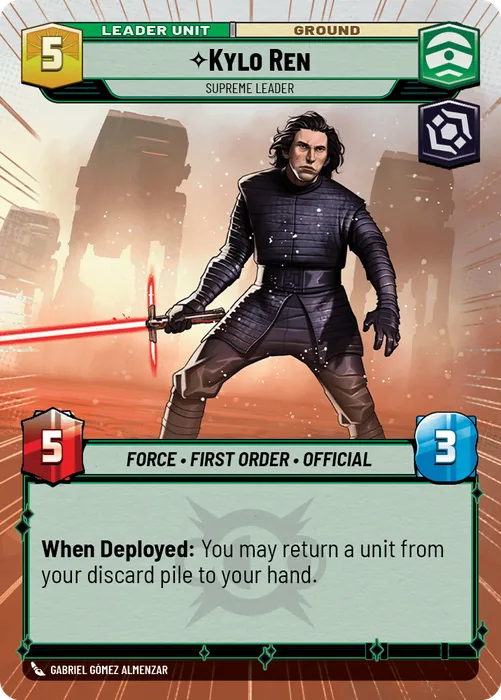 5
LEADER UNIT
GROUND
✧KYLO REN
SUPREME LEADER
5
FORCE • FIRST ORDER • OFFICIAL
3
When Deployed: You may return a unit from
your discard pile to your hand.
GABRIEL GÓMEZ ALMENZAR